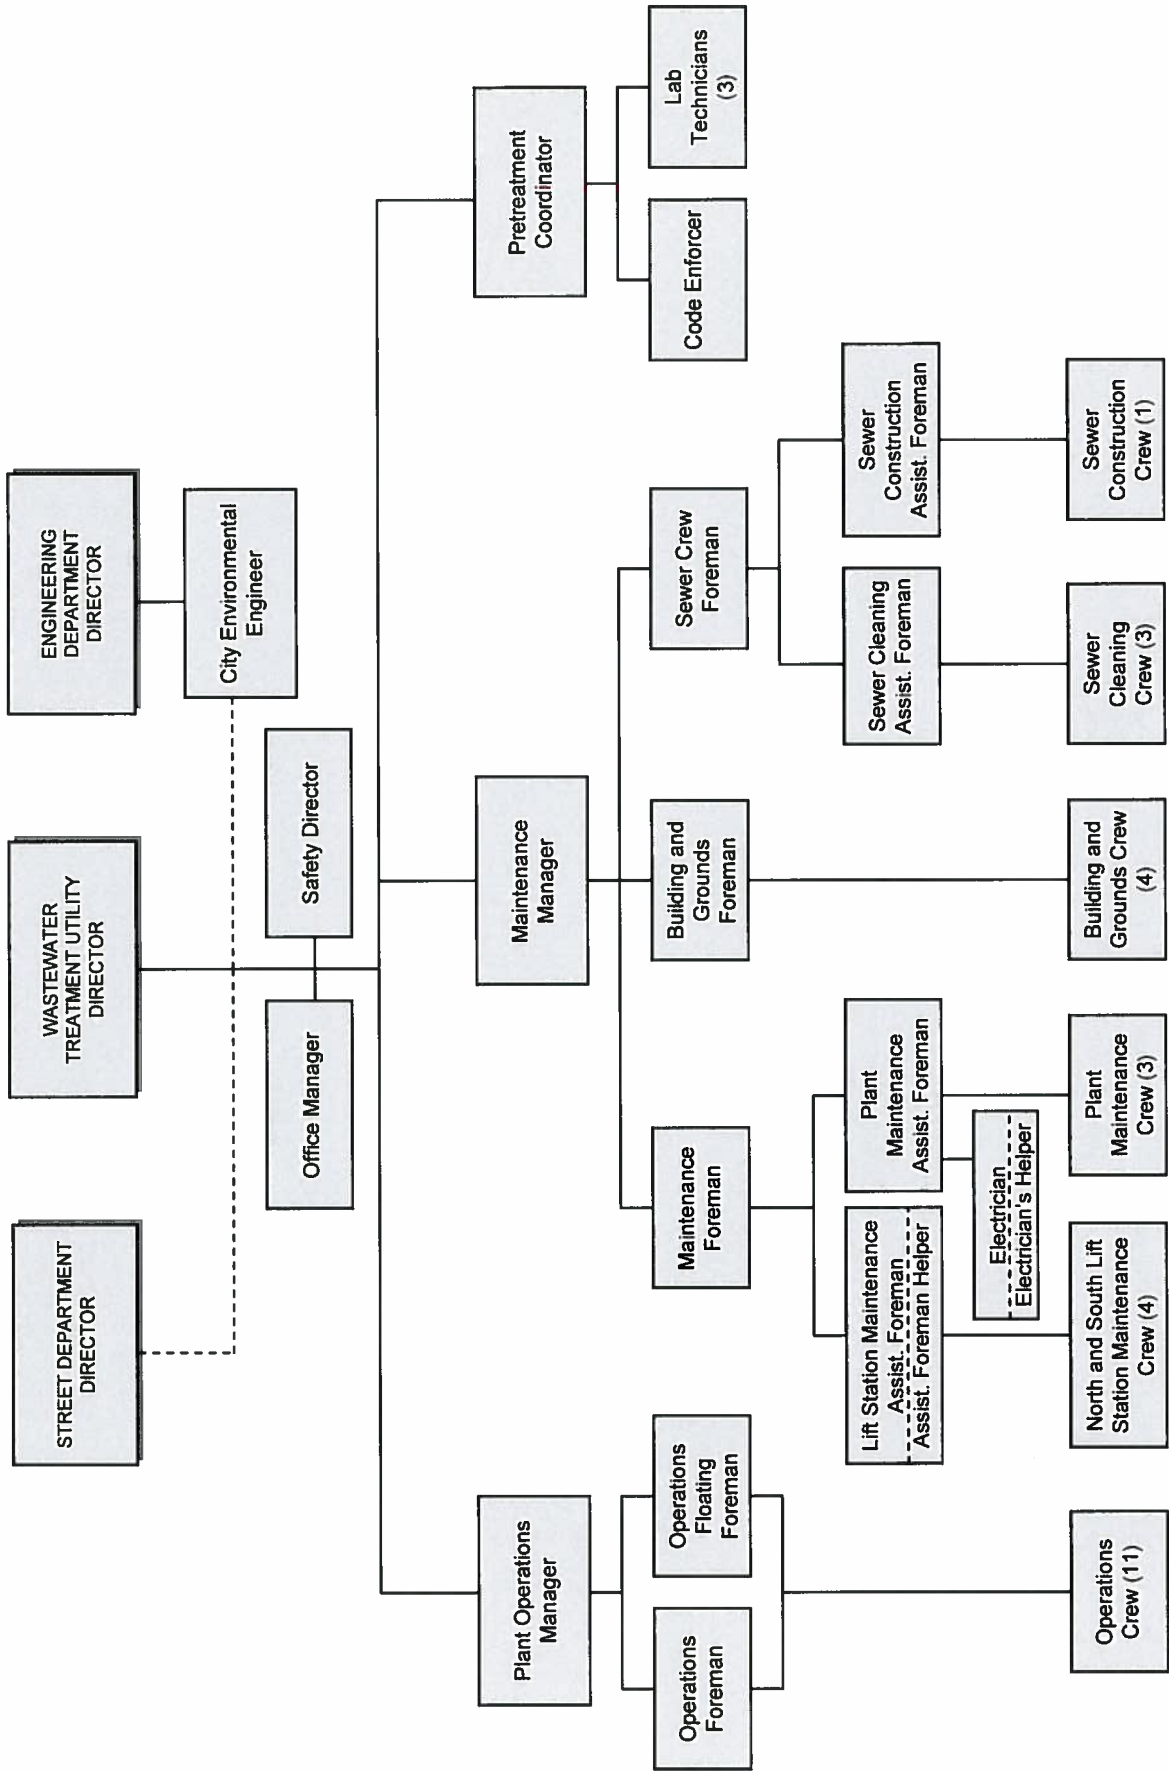 STREET DEPARTMENT
DIRECTOR
WASTEWATER
TREATMENT UTILITY
DIRECTOR
ENGINEERING
DEPARTMENT
DIRECTOR
City Environmental
Engineer
Office Manager
Safety Director
Plant Operations
Manager
Maintenance
Manager
Pretreatment
Coordinator
Operations
Foreman
Operations
Floating
Foreman
Maintenance
Foreman
Building and
Grounds
Foreman
Sewer Crew
Foreman
Code Enforcer
Lab
Technicians
(3)
Lift Station Maintenance
Assist. Foreman
Assist. Foreman Helper
Plant
Maintenance
Assist. Foreman
Sewer Cleaning
Assist. Foreman
Sewer
Construction
Assist. Foreman
Electrician
Electrician's Helper
Operations
Crew (11)
North and South Lift
Station Maintenance
Crew (4)
Plant
Maintenance
Crew (3)
Building and
Grounds Crew
(4)
Sewer
Cleaning
Crew (3)
Sewer
Construction
Crew (1)